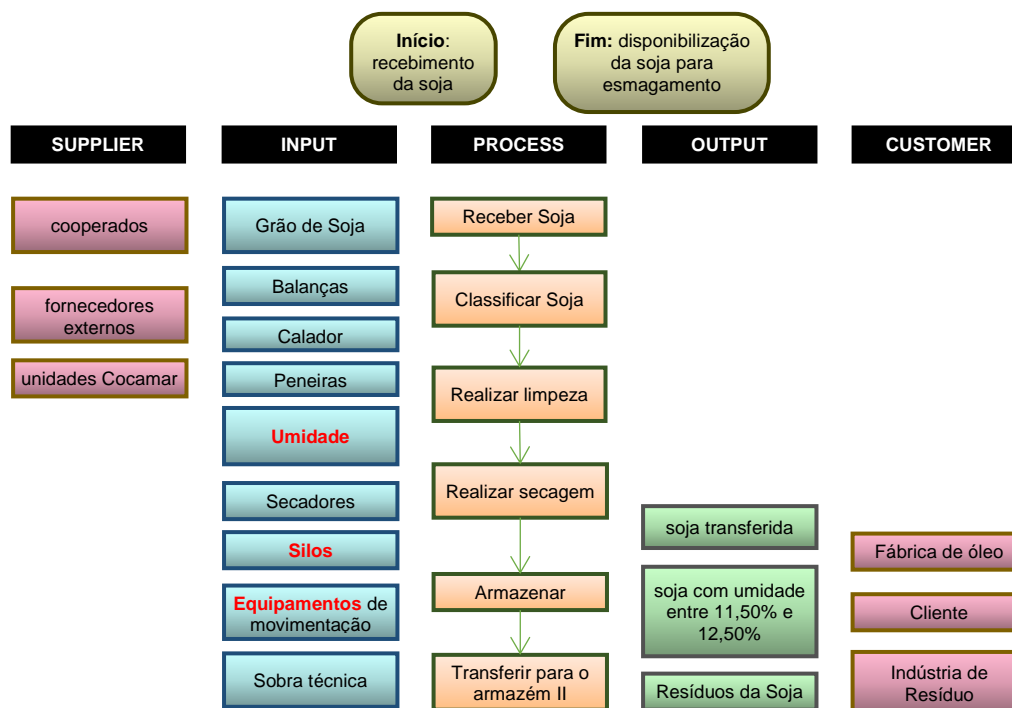 Início:
recebimento
da soja
Fim: disponibilização
da soja para
esmagamento
SUPPLIER
INPUT
PROCESS
OUTPUT
CUSTOMER
cooperados
fornecedores
externos
unidades Cocamar
Grão de Soja
Balanças
Calador
Peneiras
Umidade
Secadores
Silos
Equipamentos de
movimentação
Sobra técnica
Receber Soja
Classificar Soja
Realizar limpeza
Realizar secagem
Armazenar
Transferir para o
armazém II
soja transferida
soja com umidade
entre 11,50% e
12,50%
Resíduos da Soja
Fábrica de óleo
Cliente
Indústria de
Resíduo